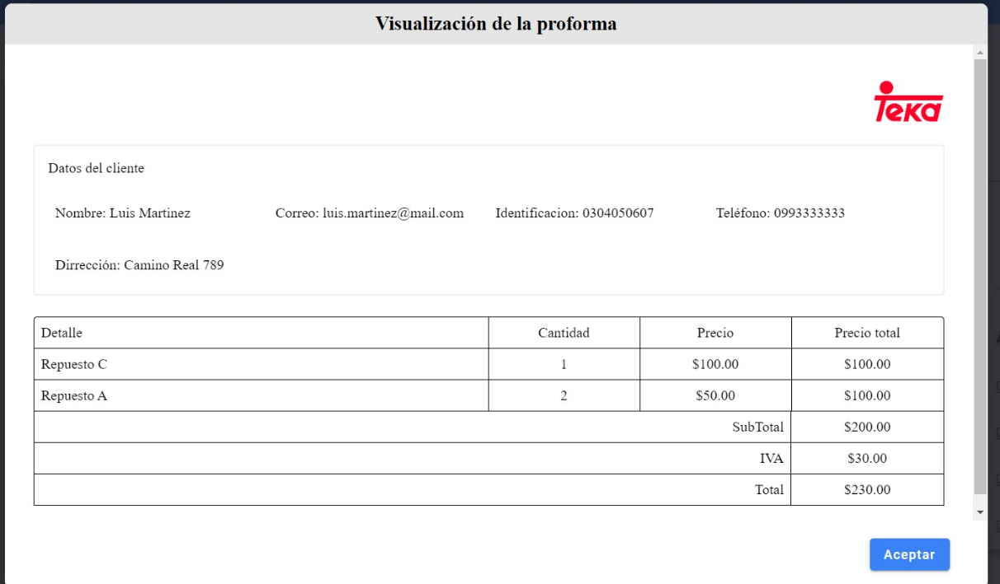 Visualización de la proforma
Teka
Datos del cliente
Nombre: Luis Martinez Correo: luis.martinez@mail.com Identificacion: 0304050607 Teléfono: 0993333333
Dirrección: Camino Real 789
Detalle Cantidad Precio Precio total
Repuesto C 1 $100.00 $100.00
Repuesto A 2 $50.00 $100.00
SubTotal $200.00
IVA $30.00
Total $230.00
Aceptar